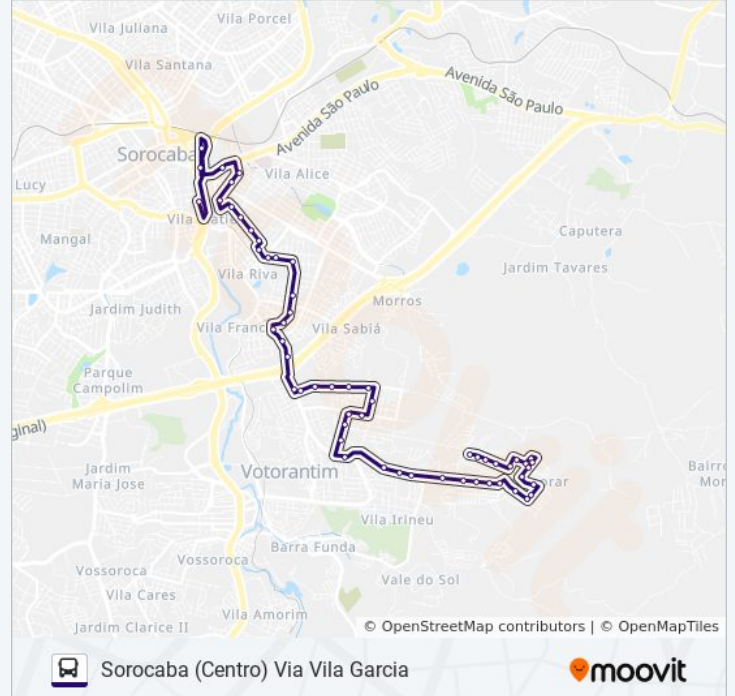 Vila Porcel
Vila Juliana
Vila Santana
Avenida São Paulo
Avenida São Paulo
Sorocaba
Vila Alice
Lucy
Vila
Mangal
Caputera
Jardim Tavares
Vila Riva
Morros
Jardim Judith
Vila Franc
Vila Sabiá
Parque
Campolim
ginal)
Votorantim
Jardim
Maria Jose
orar
Bairro
Mor
Vila Irineu
Barra Funda
Vossoroca
Vossoroca
Vale do Sol
Vila Cares
Vila Amorim
Jardim Clarice II
© OpenStreetMap contributors | © OpenMapTiles
Sorocaba (Centro) Via Vila Garcia
moovit